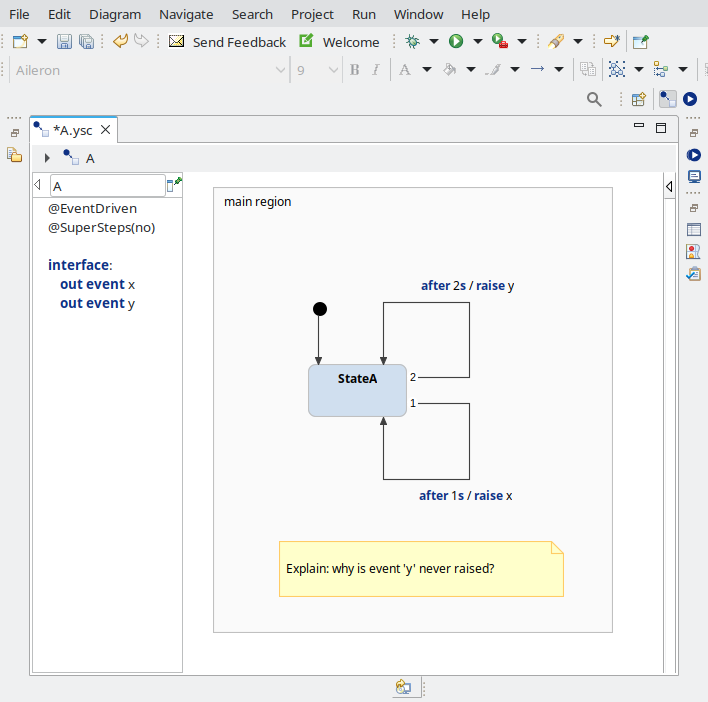 File Edit Diagram Navigate Search Project Run Window Help
Send Feedback Welcome
Aileron 9 B I A
*A.ysc
A
A
@EventDriven
@SuperSteps(no)
interface:
out event x
out event y
main region
after 2s / raise y
StateA
2
1
after 1s / raise x
Explain: why is event 'y' never raised?